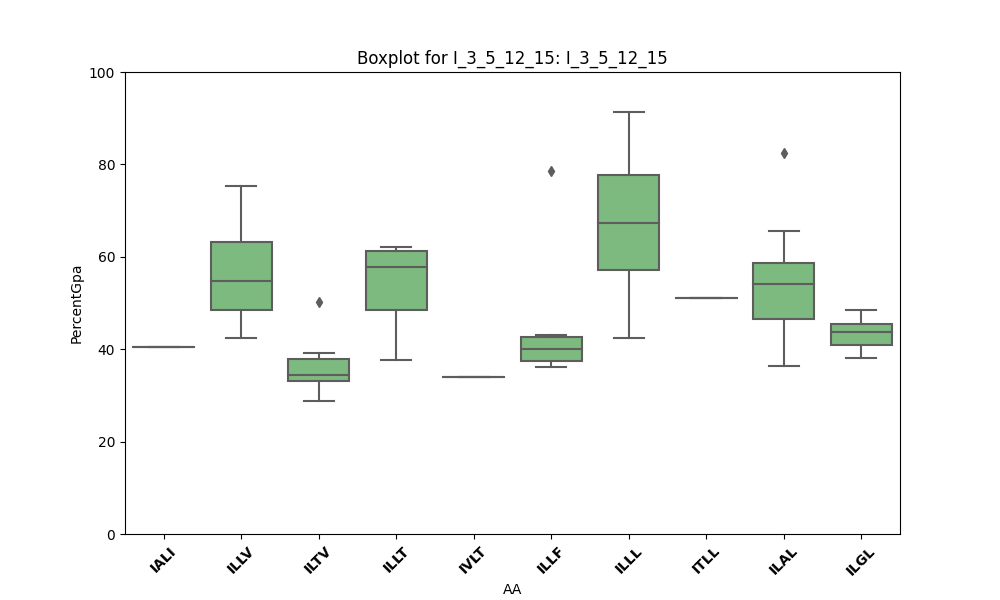 Boxplot for I_3_5_12_15: I_3_5_12_15
100
80
60
40
20
0
PercentGpa
IALI ILLV ILTV ILLT IVLT ILLF ILLL ITLL ILAL ILGL
AA